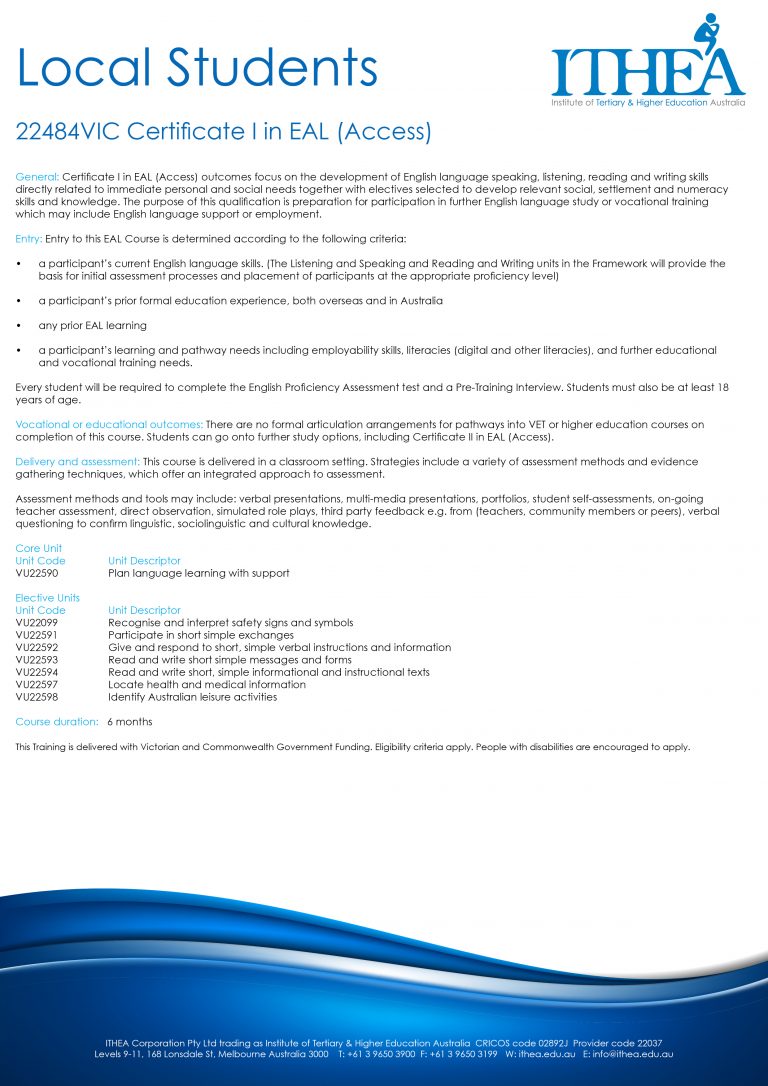 Local Students
ITHEA
Institute of Tertiary & Higher Education Australia
22484VIC Certificate I in EAL (Access)
General: Certificate I in EAL (Access) outcomes focus on the development of English language speaking, listening, reading and writing skills
directly related to immediate personal and social needs together with electives selected to develop relevant social, settlement and numeracy
skills and knowledge. The purpose of this qualification is preparation for participation in further English language study or vocational training
which may include English language support or employment.
Entry: Entry to this EAL Course is determined according to the following criteria:
• a participant's current English language skills. (The Listening and Speaking and Reading and Writing units in the Framework will provide the
basis for initial assessment processes and placement of participants at the appropriate proficiency level)
• a participant's prior formal education experience, both overseas and in Australia
• any prior EAL learning
• a participant's learning and pathway needs including employability skills, literacies (digital and other literacies), and further educational
and vocational training needs.
Every student will be required to complete the English Proficiency Assessment test and a Pre-Training Interview. Students must also be at least 18
years of age.
Vocational or educational outcomes: There are no formal articulation arrangements for pathways into VET or higher education courses on
completion of this course. Students can go onto further study options, including Certificate II in EAL (Access).
Delivery and assessment: This course is delivered in a classroom setting. Strategies include a variety of assessment methods and evidence
gathering techniques, which offer an integrated approach to assessment.
Assessment methods and tools may include: verbal presentations, multi-media presentations, portfolios, student self-assessments, on-going
teacher assessment, direct observation, simulated role plays, third party feedback e.g. from (teachers, community members or peers), verbal
questioning to confirm linguistic, sociolinguistic and cultural knowledge.
Core Unit
Unit Code Unit Descriptor
VU22590 Plan language learning with support
Elective Units
Unit Code Unit Descriptor
VU22099 Recognise and interpret safety signs and symbols
VU22591 Participate in short simple exchanges
VU22592 Give and respond to short, simple verbal instructions and information
VU22593 Read and write short simple messages and forms
VU22594 Read and write short, simple informational and instructional texts
VU22597 Locate health and medical information
VU22598 Identify Australian leisure activities
Course duration: 6 months
This Training is delivered with Victorian and Commonwealth Government Funding. Eligibility criteria apply. People with disabilities are encouraged to apply.
ITHEA Corporation Pty Ltd trading as Institute of Tertiary & Higher Education Australia CRICOS code 02892J Provider code 22037
Levels 9-11, 168 Lonsdale St, Melbourne Australia 3000 T: +61 3 9650 3900 F: +61 3 9650 3199 W: ithea.edu.au E: info@ithea.edu.au